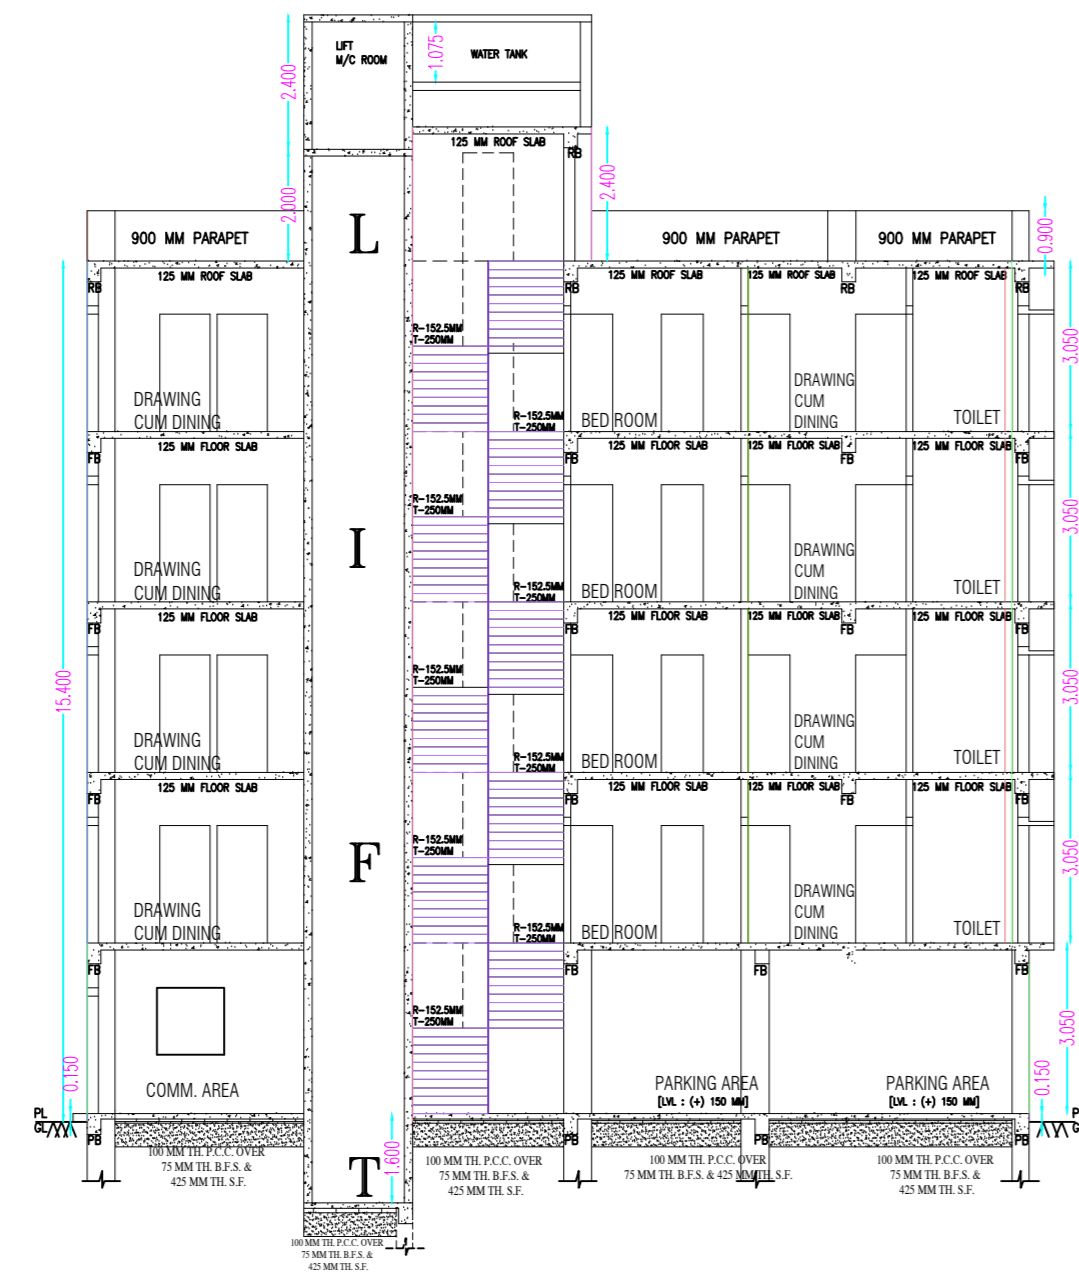 LIFT
M/C ROOM
1.075
WATER TANK
2.400
125 MM ROOF SLAB
RB
2.400
2.000
L
900 MM PARAPET
900 MM PARAPET
900 MM PARAPET
0.900
125 MM ROOF SLAB
125 MM ROOF SLAB
125 MM ROOF SLAB
125 MM ROOF SLAB
RB
RB
RB
RB
R-152.5MM
T-250MM
3.050
DRAWING
CUM DINING
R-152.5MM
T-250MM
BED ROOM
DRAWING
CUM
DINING
TOILET
125 MM FLOOR SLAB
125 MM FLOOR SLAB
125 MM FLOOR SLAB
125 MM FLOOR SLAB
FB
FB
FB
FB
R-152.5MM
T-250MM
3.050
I
DRAWING
CUM DINING
R-152.5MM
T-250MM
BED ROOM
DRAWING
CUM
DINING
TOILET
125 MM FLOOR SLAB
125 MM FLOOR SLAB
125 MM FLOOR SLAB
125 MM FLOOR SLAB
FB
FB
FB
FB
15.400
R-152.5MM
T-250MM
3.050
DRAWING
CUM DINING
R-152.5MM
T-250MM
BED ROOM
DRAWING
CUM
DINING
TOILET
125 MM FLOOR SLAB
125 MM FLOOR SLAB
125 MM FLOOR SLAB
125 MM FLOOR SLAB
FB
FB
FB
FB
R-152.5MM
T-250MM
3.050
F
DRAWING
CUM DINING
R-152.5MM
T-250MM
BED ROOM
DRAWING
CUM
DINING
TOILET
FB
FB
FB
FB
R-152.5MM
T-250MM
3.050
0.150
COMM. AREA
PARKING AREA
[LVL : (+) 150 MM]
PARKING AREA
[LVL : (+) 150 MM]
0.150
PL
GL
P
G
PB
PB
PB
PB
1.600
T
100 MM TH. P.C.C. OVER
75 MM TH. B.F.S. &
425 MM TH. S.F.
100 MM TH. P.C.C. OVER
75 MM TH. B.F.S. &
425 MM TH. S.F.
100 MM TH. P.C.C. OVER
75 MM TH. B.F.S. & 425 MM TH. S.F.
100 MM TH. P.C.C. OVER
75 MM TH. B.F.S. &
425 MM TH. S.F.
100 MM TH. P.C.C. OVER
75 MM TH. B.F.S. &
425 MM TH. S.F.